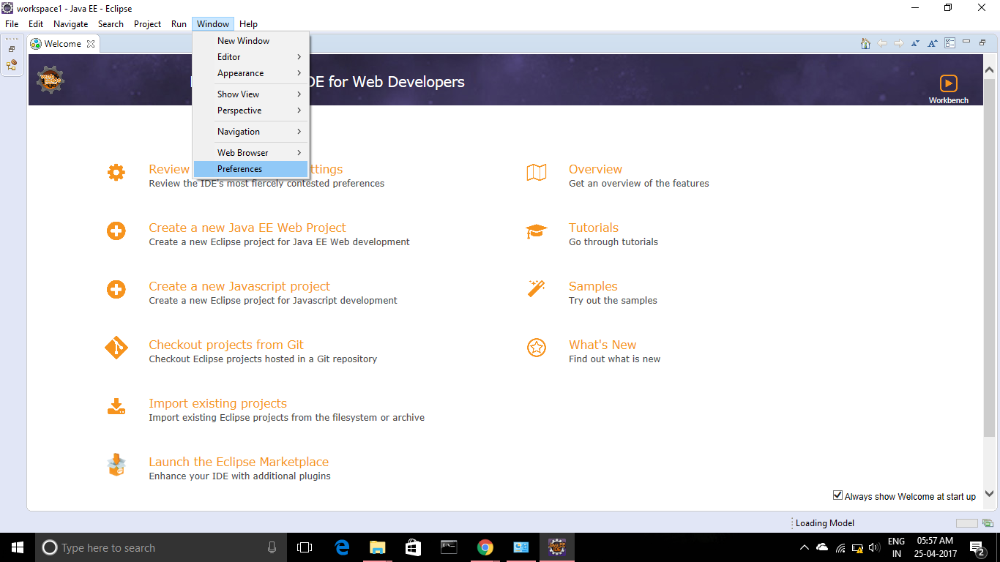 workspace1 - Java EE - Eclipse
File Edit Navigate Search Project Run Window Help
Welcome
New Window
Editor
Appearance
Show View
Perspective
Navigation
Web Browser
Preferences
DE for Web Developers
Workbench
Review ttings
Review the IDE's most fiercely contested preferences
Overview
Get an overview of the features
Create a new Java EE Web Project
Create a new Eclipse project for Java EE Web development
Tutorials
Go through tutorials
Create a new Javascript project
Create a new Eclipse project for Javascript development
Samples
Try out the samples
Checkout projects from Git
Checkout Eclipse projects hosted in a Git repository
What's New
Find out what is new
Import existing projects
Import existing Eclipse projects from the filesystem or archive
Launch the Eclipse Marketplace
Enhance your IDE with additional plugins
Always show Welcome at start up
Loading Model
Type here to search
ENG
IN
05:57 AM
25-04-2017
2